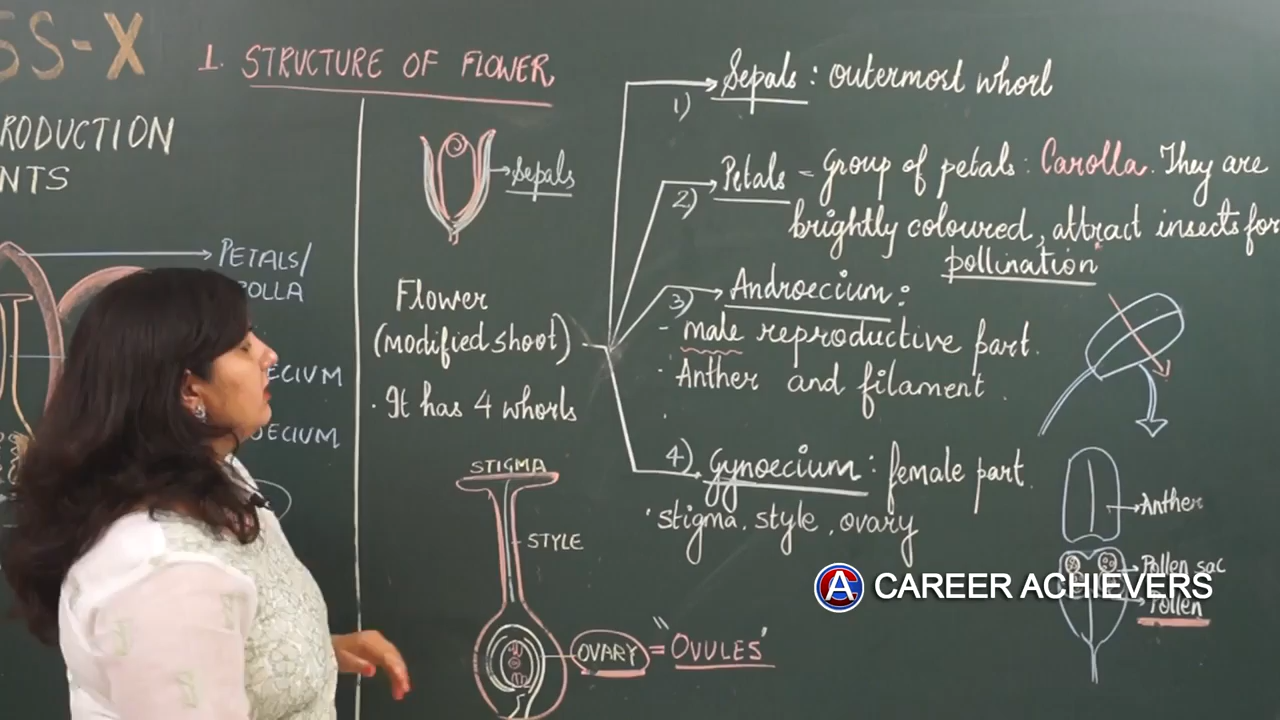 SS-X
RODUCTION
NTS
PETALS/
OLLA
ECIUM
OECIUM
1. STRUCTURE OF FLOWER
Sepals
Flower
(modified shoot)
· It has 4 whorls
STIGMA
STYLE
OVARY = "OVULES"
1) Sepals : outermost whorl
2) Petals = Group of petals : Carolla. They are
brightly coloured, attract insects for
pollination
3) Androecium :
- male reproductive part.
· Anther and filament.
4) Gynoecium : female part.
· stigma, style, ovary
Anther
Pollen sac
Pollen
CAREER ACHIEVERS